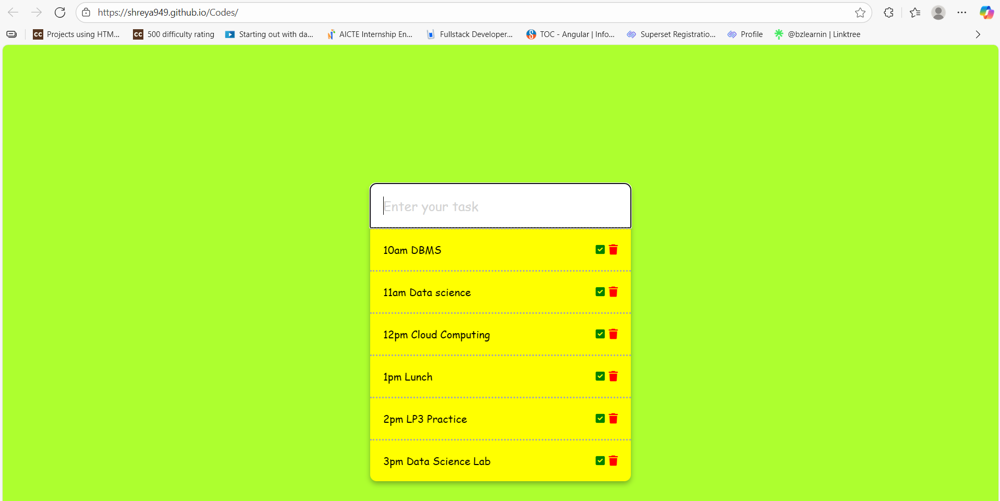 https://shreya949.github.io/Codes/
CC Projects using HTM... CC 500 difficulty rating Starting out with da... AICTE Internship En... Fullstack Developer... TOC - Angular | Info... Superset Registratio... Profile @bzlearnin | Linktree
Enter your task
10am DBMS
11am Data science
12pm Cloud Computing
1pm Lunch
2pm LP3 Practice
3pm Data Science Lab